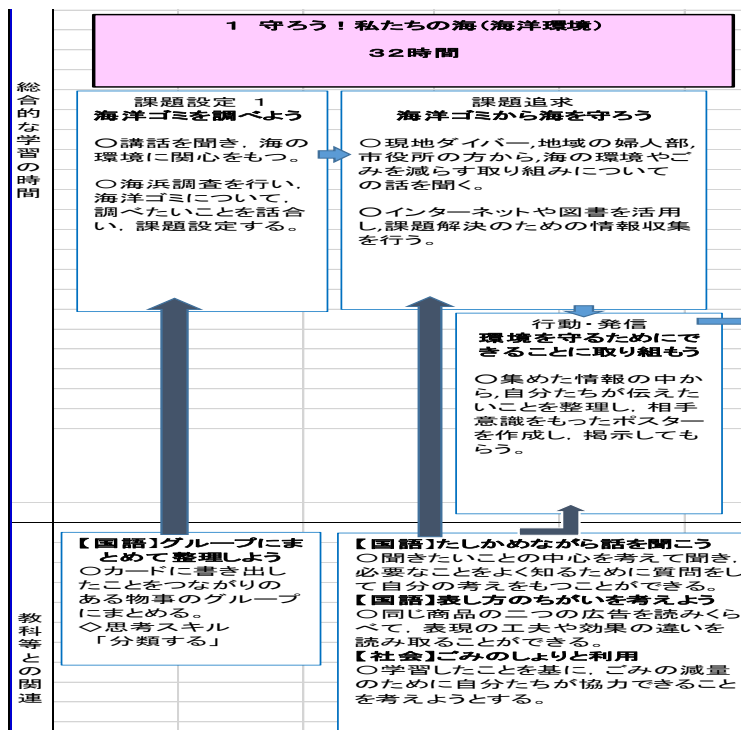 1 守ろう！私たちの海(海洋環境)
32時間
総合的な学習の時間
課題設定 1
海洋ゴミを調べよう
○講話を聞き，海の
環境に関心をもつ。
○海浜調査を行い，
海洋ゴミについて，
調べたいことを話合
い，課題設定する。
課題追求
海洋ゴミから海を守ろう
○現地ダイバー,地域の婦人部,
市役所の方から,海の環境やご
みを減らす取り組みについて
の話を聞く。
○インターネットや図書を活用
し,課題解決のための情報収集
を行う。
行動・発信
環境を守るためにで
きることに取り組もう
○集めた情報の中か
ら,自分たちが伝えた
いことを整理し，相手
意識をもったポスター
を作成し，掲示しても
らう。
教科等との関連
【国語】グループにま
とめて整理しよう
○カードに書き出し
たことをつながりの
ある物事のグループ
にまとめる。
◇思考スキル
「分類する」
【国語】たしかめながら話を聞こう
○聞きたいことの中心を考えて聞き，
必要なことをよく知るために質問をし
て自分の考えをもつことができる。
【国語】表し方のちがいを考えよう
○同じ商品の二つの広告を読みくら
べて，表現の工夫や効果の違いを
読み取ることができる。
【社会】ごみのしょりと利用
○学習したことを基に，ごみの減量
のために自分たちが協力できること
を考えようとする。